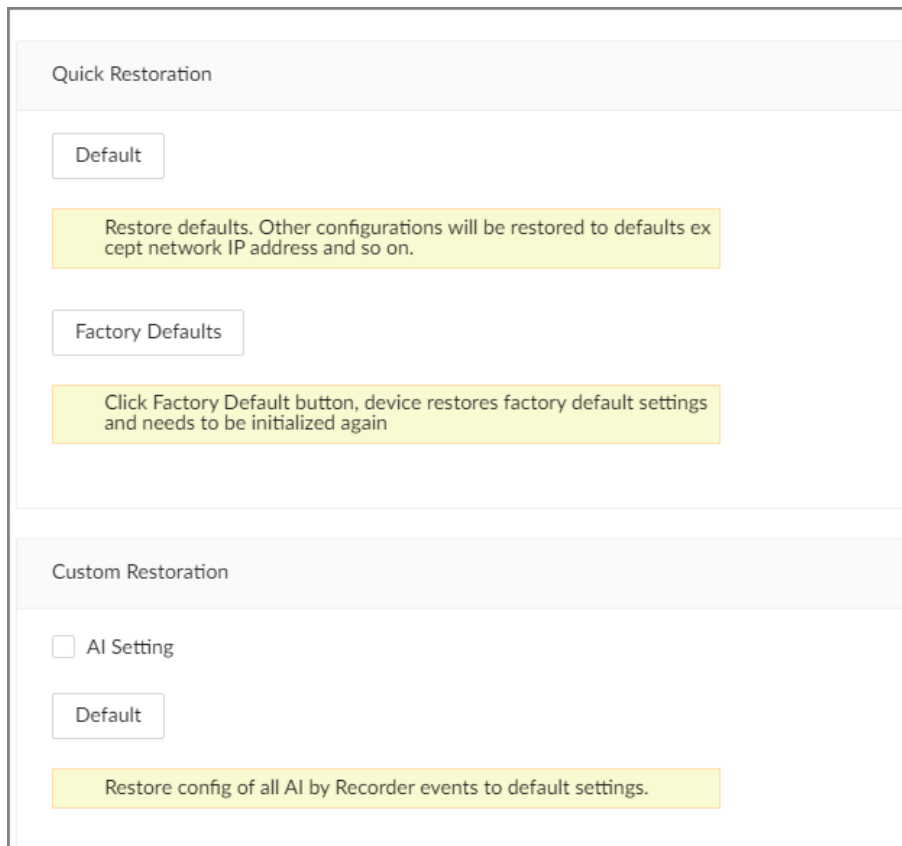 Quick Restoration
Default
Restore defaults. Other configurations will be restored to defaults ex
cept network IP address and so on.
Factory Defaults
Click Factory Default button, device restores factory default settings
and needs to be initialized again
Custom Restoration
AI Setting
Default
Restore config of all AI by Recorder events to default settings.